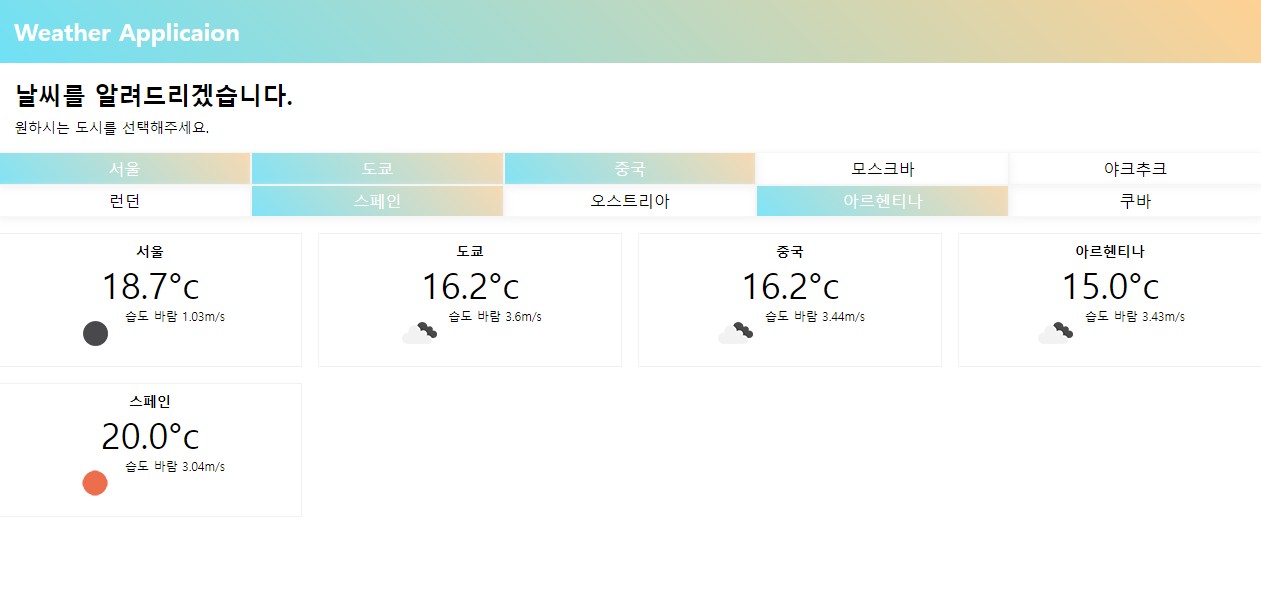 Weather Applicaion
날씨를 알려드리겠습니다.
원하시는 도시를 선택해주세요.
서울 도쿄 중국 모스크바 야크추크
런던 스페인 오스트리아 아르헨티나 쿠바
서울
18.7°c
습도 바람 1.03m/s
도쿄
16.2°c
습도 바람 3.6m/s
중국
16.2°c
습도 바람 3.44m/s
아르헨티나
15.0°c
습도 바람 3.43m/s
스페인
20.0°c
습도 바람 3.04m/s